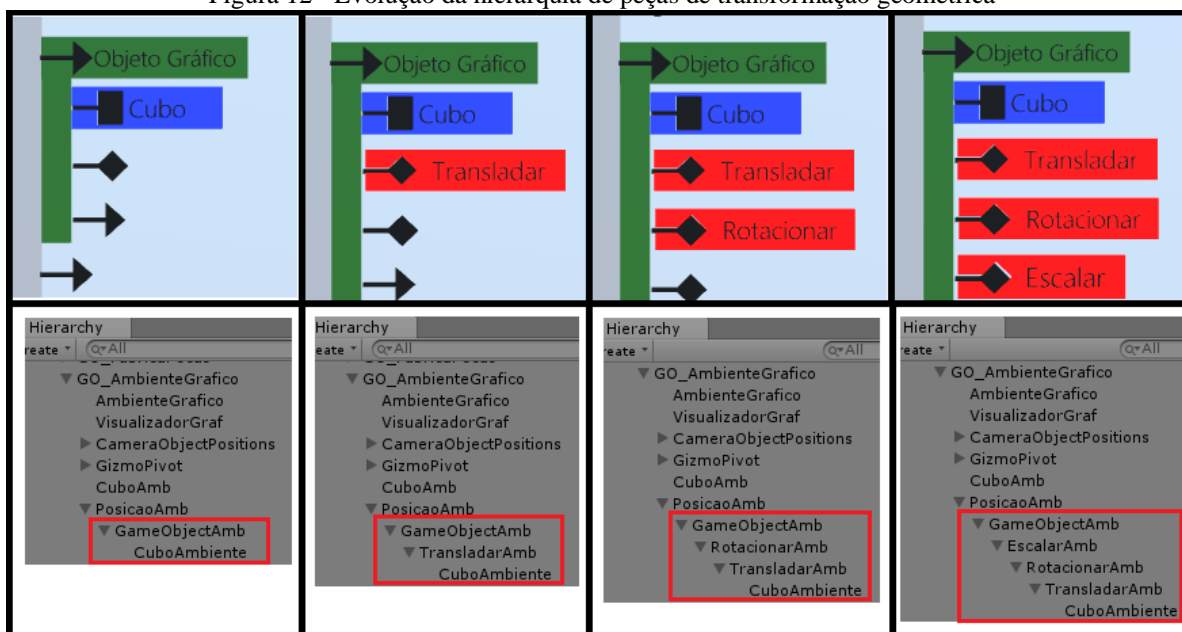 Figura 12 - Evolução da hierarquia de peças de transformação geométrica
Objeto Gráfico
Cubo
Objeto Gráfico
Cubo
Transladar
Objeto Gráfico
Cubo
Transladar
Rotacionar
Objeto Gráfico
Cubo
Transladar
Rotacionar
Escalar
Hierarchy
reate
All
GO_AmbienteGrafico
AmbienteGrafico
VisualizadorGraf
CameraObjectPositions
GizmoPivot
CuboAmb
PosicaoAmb
GameObjectAmb
CuboAmbiente
Hierarchy
eate
All
GO_AmbienteGrafico
AmbienteGrafico
VisualizadorGraf
CameraObjectPositions
GizmoPivot
CuboAmb
PosicaoAmb
GameObjectAmb
TransladarAmb
CuboAmbiente
Hierarchy
reate
All
GO_AmbienteGrafico
AmbienteGrafico
VisualizadorGraf
CameraObjectPositions
GizmoPivot
CuboAmb
PosicaoAmb
GameObjectAmb
RotacionarAmb
TransladarAmb
CuboAmbiente
Hierarchy
eate
All
GO_AmbienteGrafico
AmbienteGrafico
VisualizadorGraf
CameraObjectPositions
GizmoPivot
CuboAmb
PosicaoAmb
GameObjectAmb
EscalarAmb
RotacionarAmb
TransladarAmb
CuboAmbiente